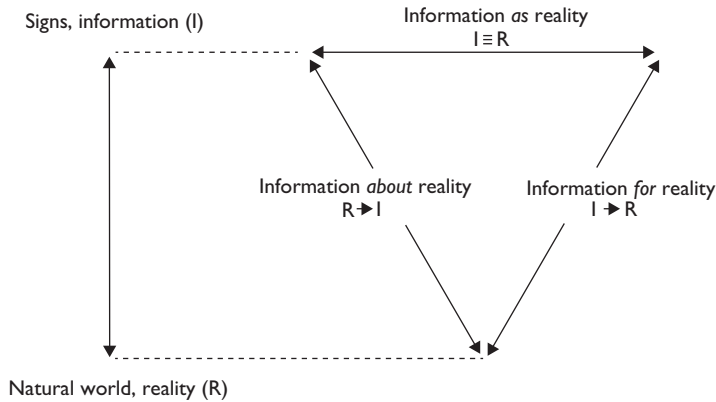 Information as reality
Signs, information (I)
I ≡ R
Information about reality
R → I
Information for reality
I → R
Natural world, reality (R)